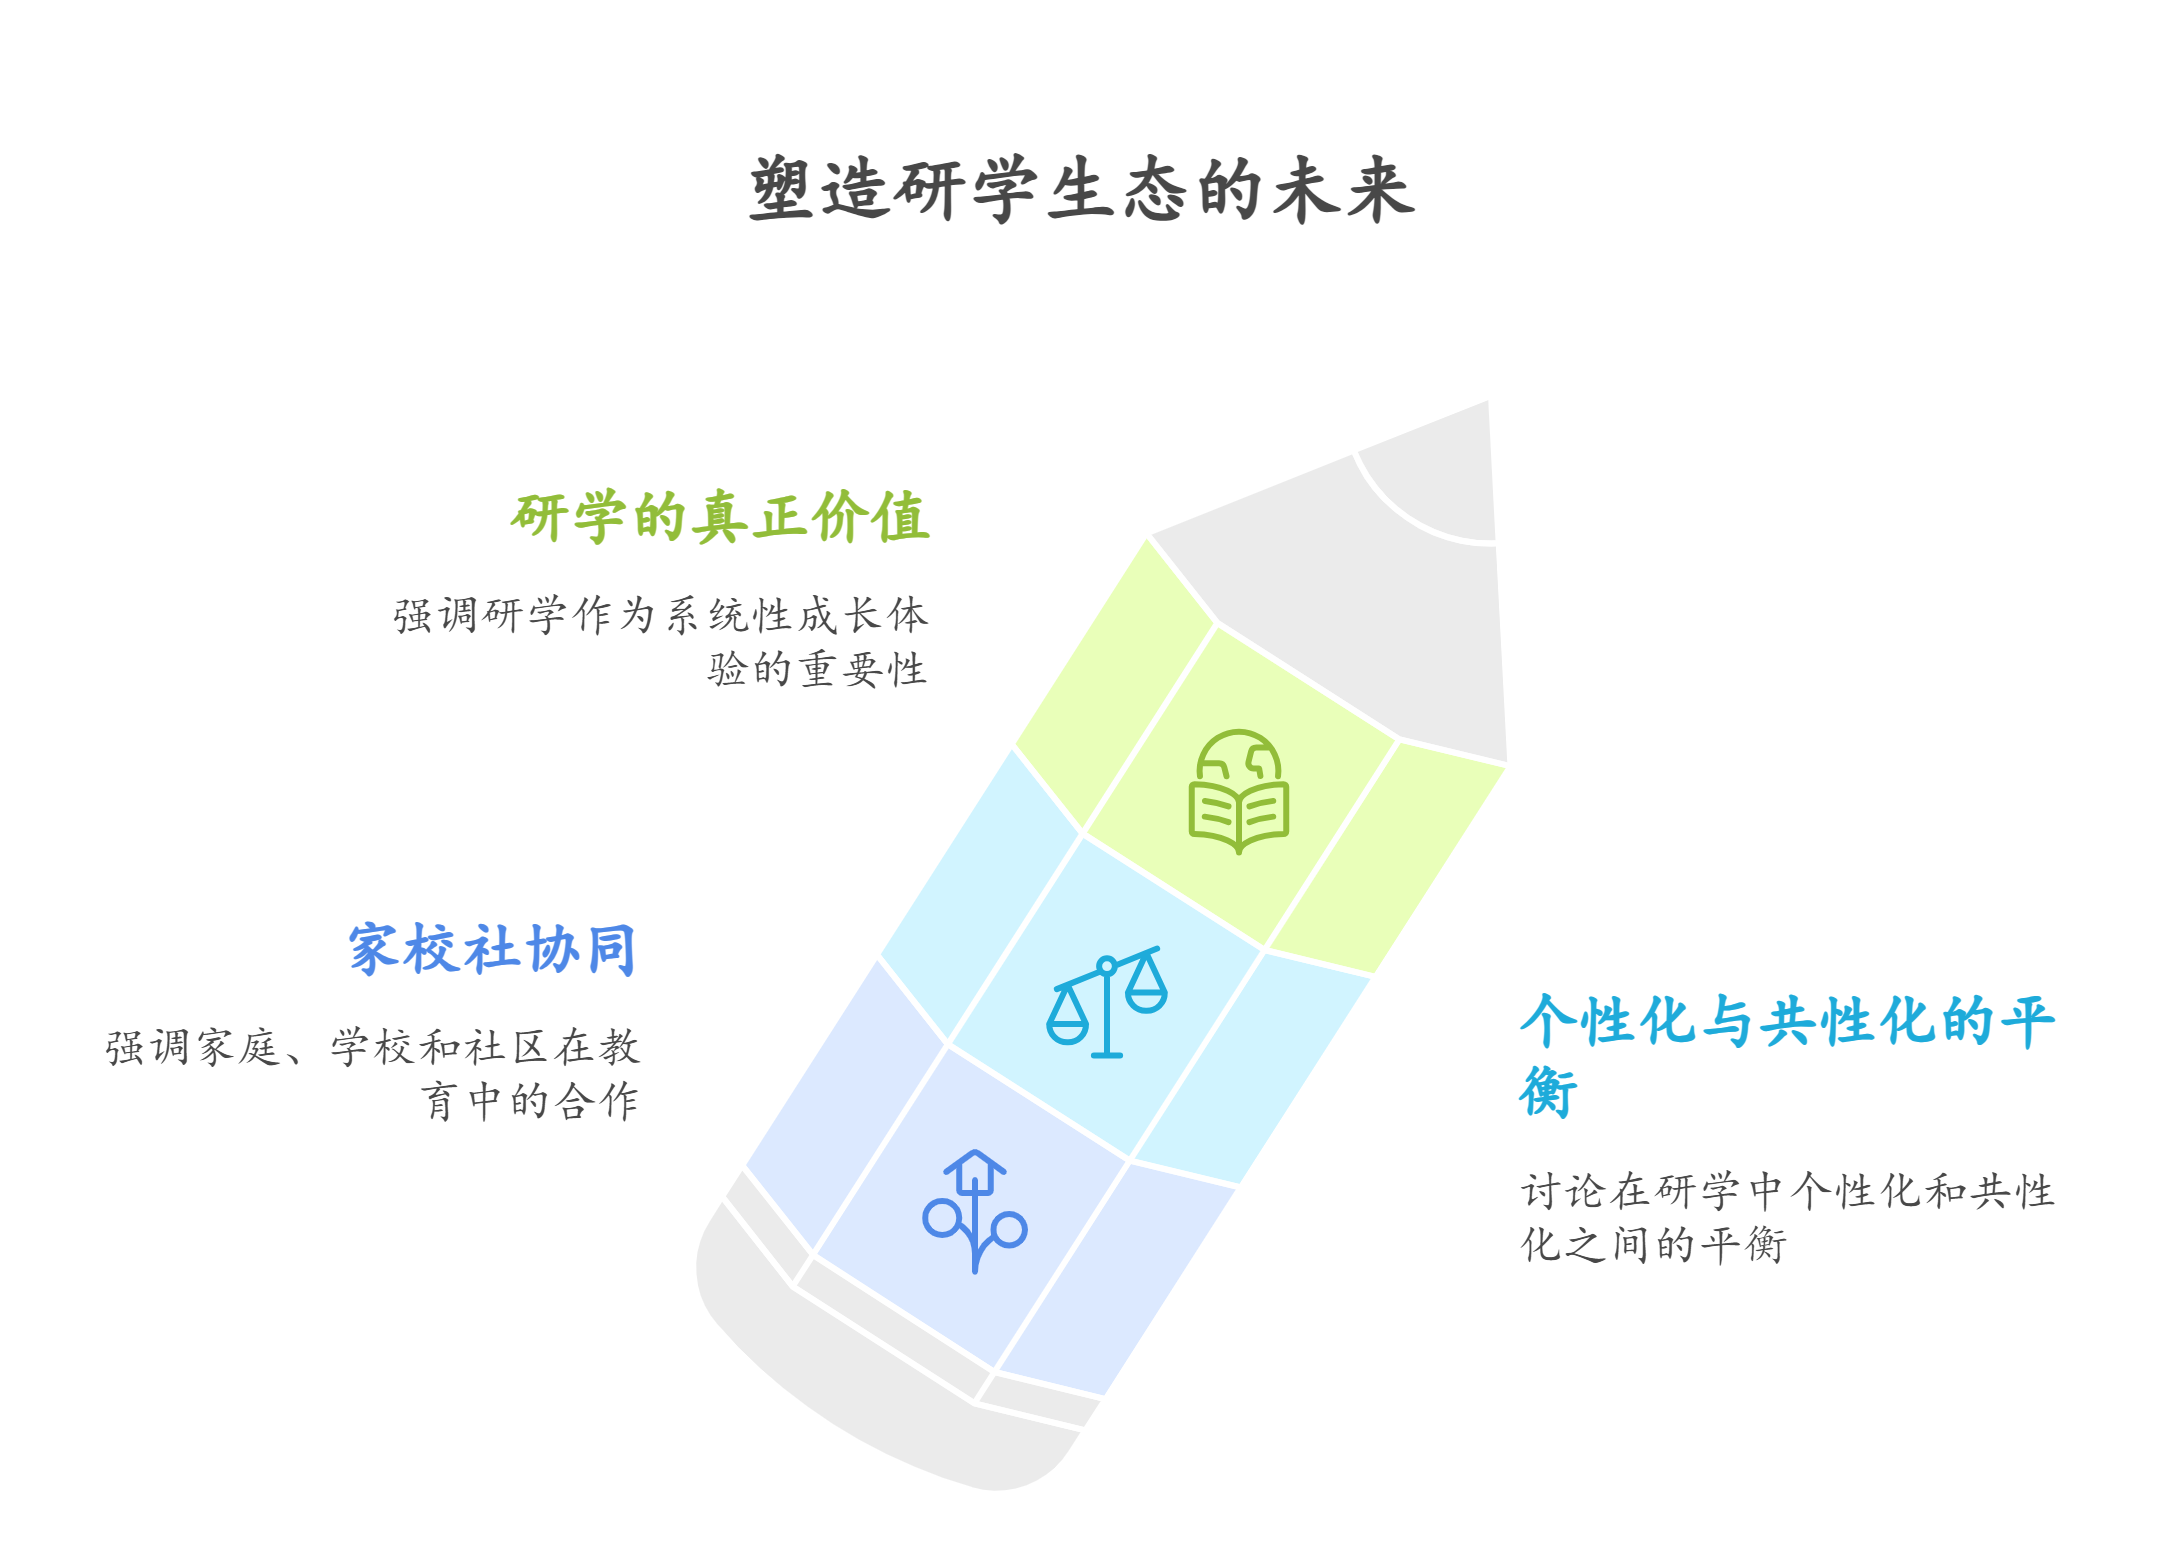 塑造研学生态的未来
研学的真正价值
强调研学作为系统性成长体
验的重要性
家校社协同
强调家庭、学校和社区在教
育中的合作
个性化与共性化的平
衡
讨论在研学中个性化和共性
化之间的平衡